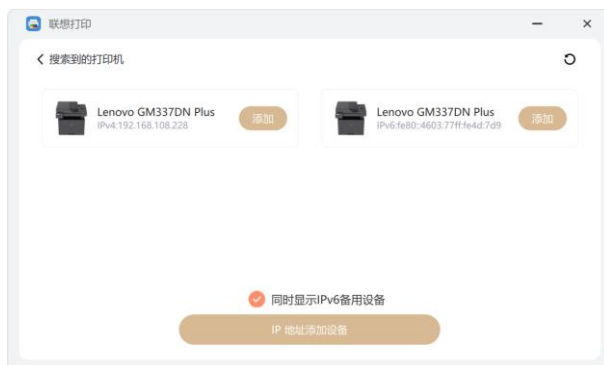 联想打印
搜索到的打印机
Lenovo GM337DN Plus
IPv4:192.168.108.228
添加
Lenovo GM337DN Plus
IPv6:fe80::4603:77ff:fe4d:7d9
添加
同时显示IPv6备用设备
IP 地址添加设备